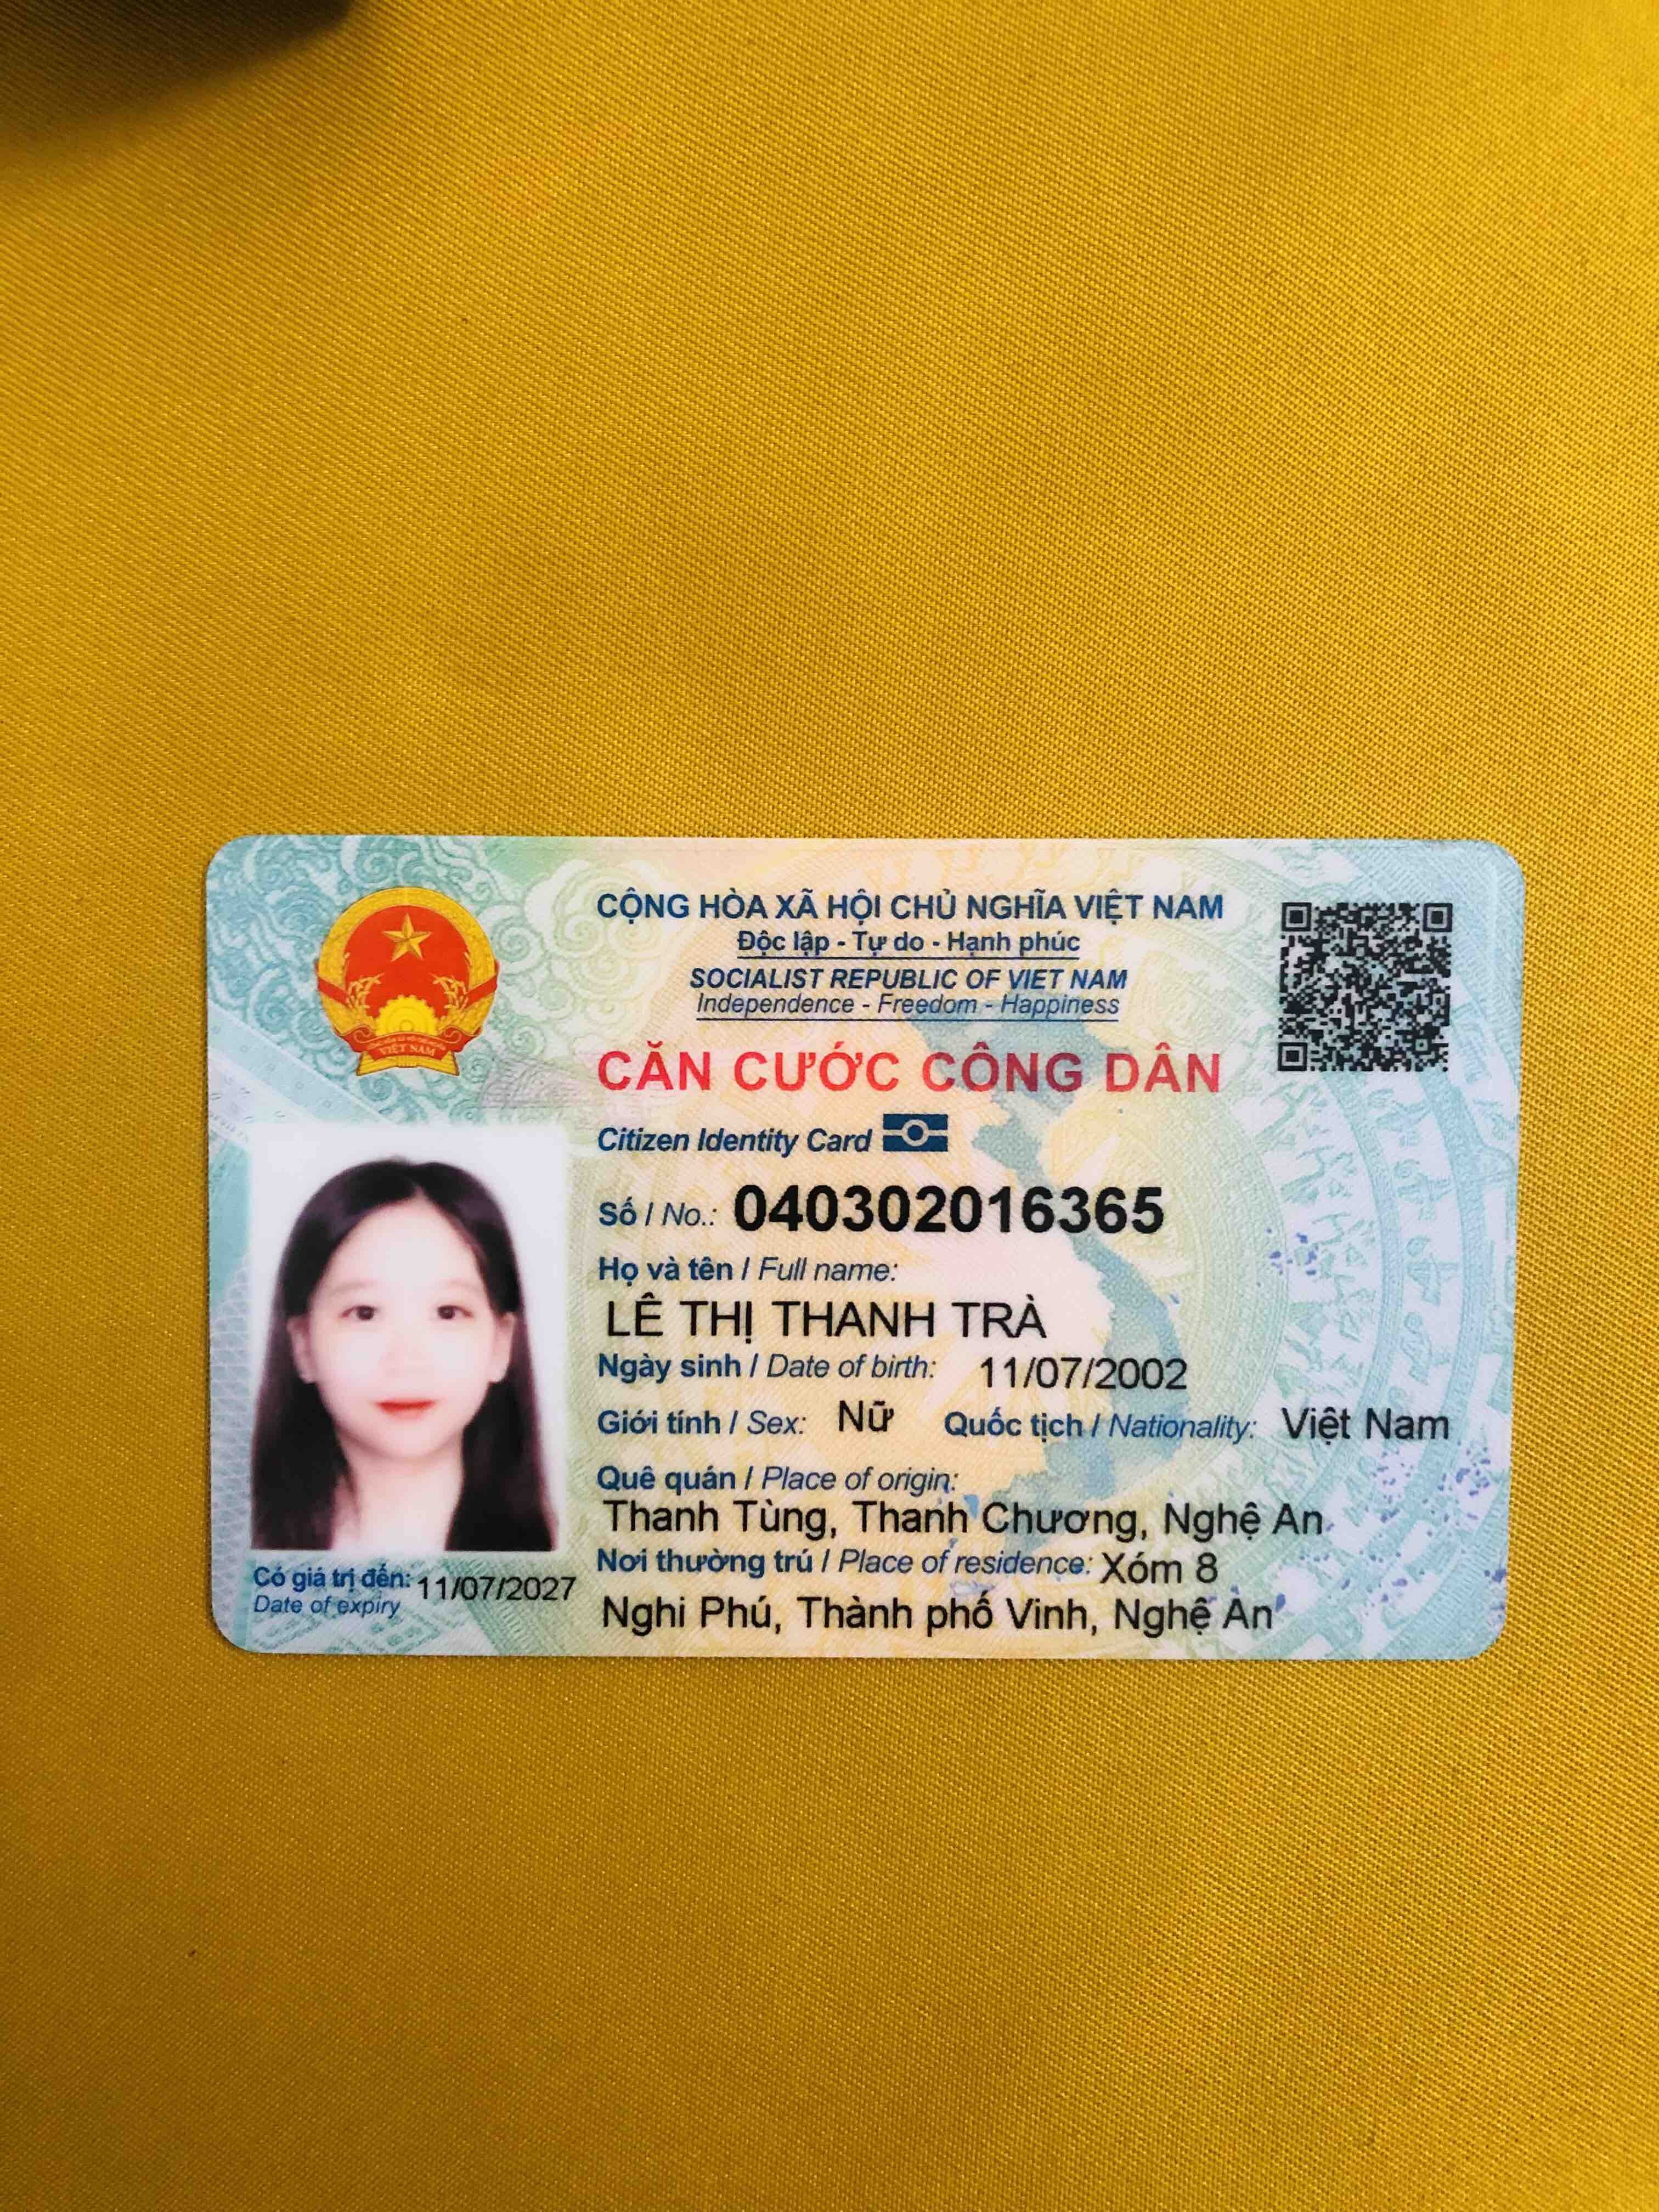 CỘNG HÒA XÃ HỘI CHỦ NGHĨA VIỆT NAM
Độc lập - Tự do - Hạnh phúc
SOCIALIST REPUBLIC OF VIET NAM
Independence - Freedom - Happiness
CĂN CƯỚC CÔNG DÂN
Citizen Identity Card
Số / No.: 040302016365
Họ và tên / Full name:
LÊ THỊ THANH TRÀ
Ngày sinh / Date of birth: 11/07/2002
Giới tính / Sex: Nữ Quốc tịch / Nationality: Việt Nam
Quê quán / Place of origin:
Thanh Tùng, Thanh Chương, Nghệ An
Nơi thường trú / Place of residence: Xóm 8
Nghi Phú, Thành phố Vinh, Nghệ An
Có giá trị đến: 11/07/2027
Date of expiry
VIỆT NAM